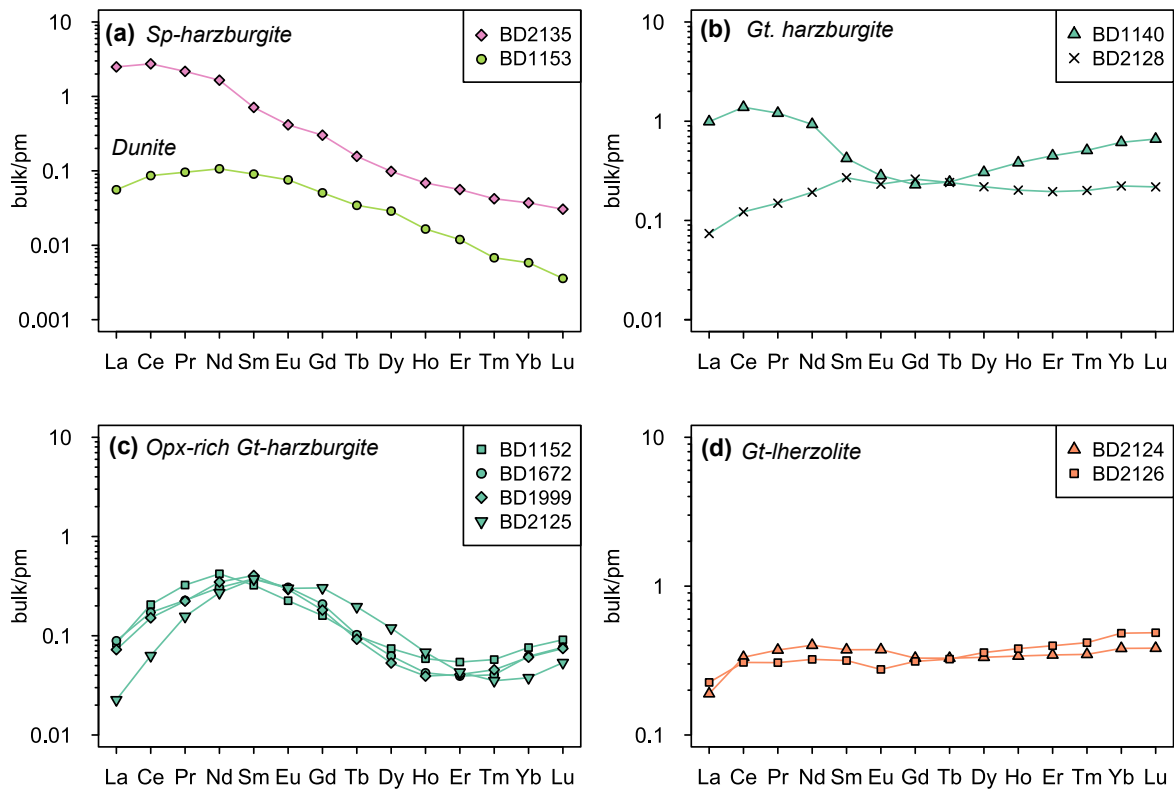 (a) Sp-harzburgite
BD2135
BD1153
Dunite
bulk/pm
10
1
0.1
0.01
0.001
La Ce Pr Nd Sm Eu Gd Tb Dy Ho Er Tm Yb Lu
(b) Gt. harzburgite
BD1140
BD2128
bulk/pm
10
1
0.1
0.01
La Ce Pr Nd Sm Eu Gd Tb Dy Ho Er Tm Yb Lu
(c) Opx-rich Gt-harzburgite
BD1152
BD1672
BD1999
BD2125
bulk/pm
10
1
0.1
0.01
La Ce Pr Nd Sm Eu Gd Tb Dy Ho Er Tm Yb Lu
(d) Gt-lherzolite
BD2124
BD2126
bulk/pm
10
1
0.1
La Ce Pr Nd Sm Eu Gd Tb Dy Ho Er Tm Yb Lu